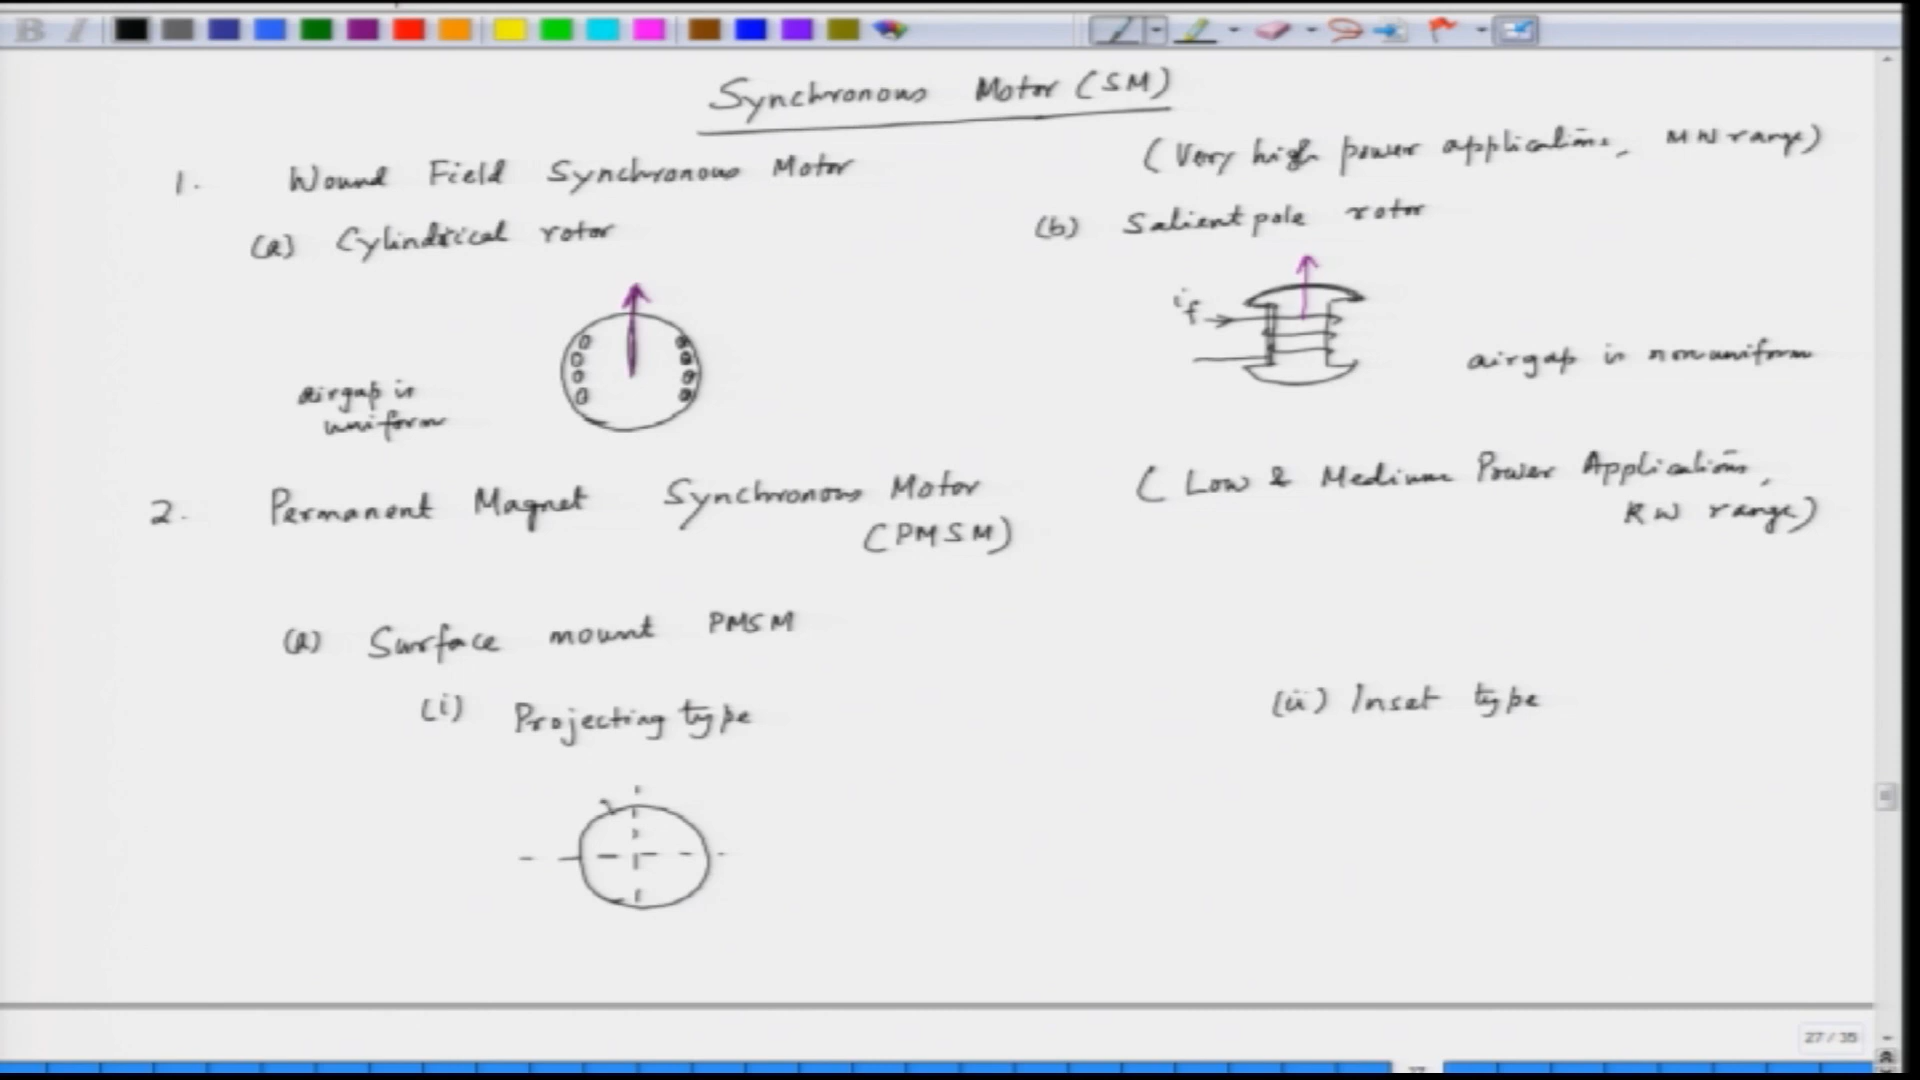 B I
Synchronous Motor (SM)
1. Wound Field Synchronous Motor (Very high power applications, MW range)
(a) Cylindrical rotor (b) Salient pole rotor
if
airgap is nonuniform
airgap is
uniform
2. Permanent Magnet Synchronous Motor (Low & Medium Power Applications,
(PMSM) KW range)
(a) Surface mount PMSM
(i) Projecting type (ii) Inset type
27 / 35